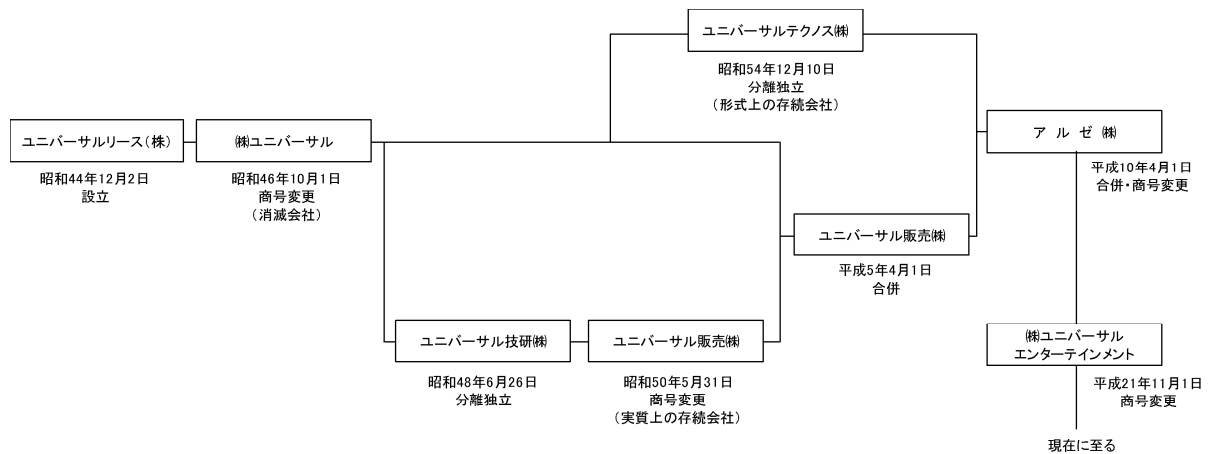 ユニバーサルテクノス㈱
昭和54年12月10日
分離独立
（形式上の存続会社）
ユニバーサルリース（株）
昭和44年12月2日
設立
㈱ユニバーサル
昭和46年10月1日
商号変更
（消滅会社）
ア ル ゼ ㈱
平成10年4月1日
合併・商号変更
ユニバーサル販売㈱
平成5年4月1日
合併
ユニバーサル技研㈱
昭和48年6月26日
分離独立
ユニバーサル販売㈱
昭和50年5月31日
商号変更
（実質上の存続会社）
㈱ユニバーサル
エンターテインメント
平成21年11月1日
商号変更
現在に至る